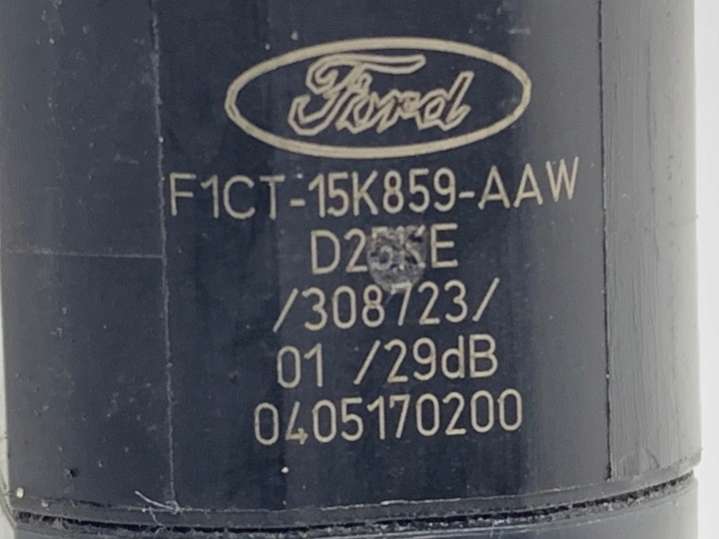 Ford
F1CT-15K859-AAW
/308723/
01 /29dB
0405170200